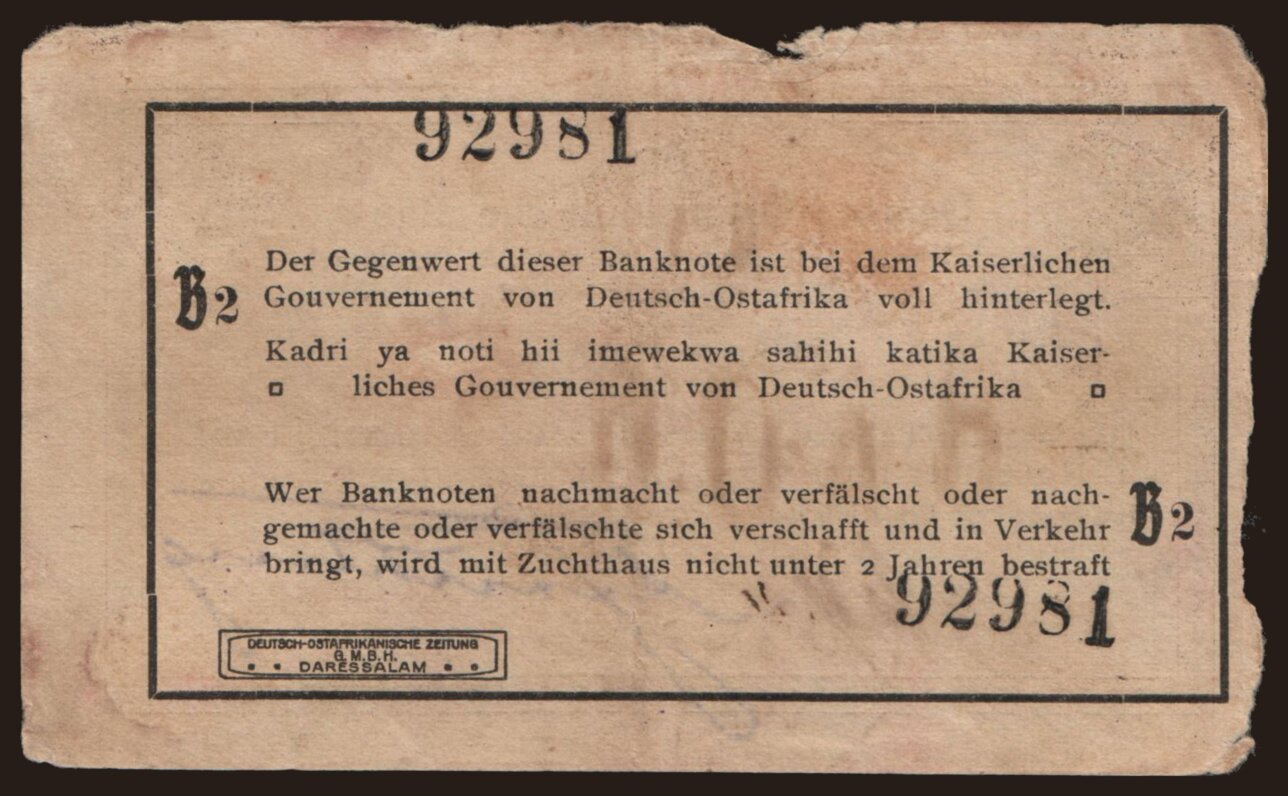 92981
Der Gegenwert dieser Banknote ist bei dem Kaiserlichen
B2 Gouvernement von Deutsch-Ostafrika voll hinterlegt.
Kadri ya noti hii imewekwa sahihi katika Kaiser-
liches Gouvernement von Deutsch-Ostafrika
Wer Banknoten nachmacht oder verfälscht oder nach-
gemachte oder verfälschte sich verschafft und in Verkehr B2
bringt, wird mit Zuchthaus nicht unter 2 Jahren bestraft
92981
DEUTSCH-OSTAFRIKANISCHE ZEITUNG
G.M.B.H.
DARESSALAM